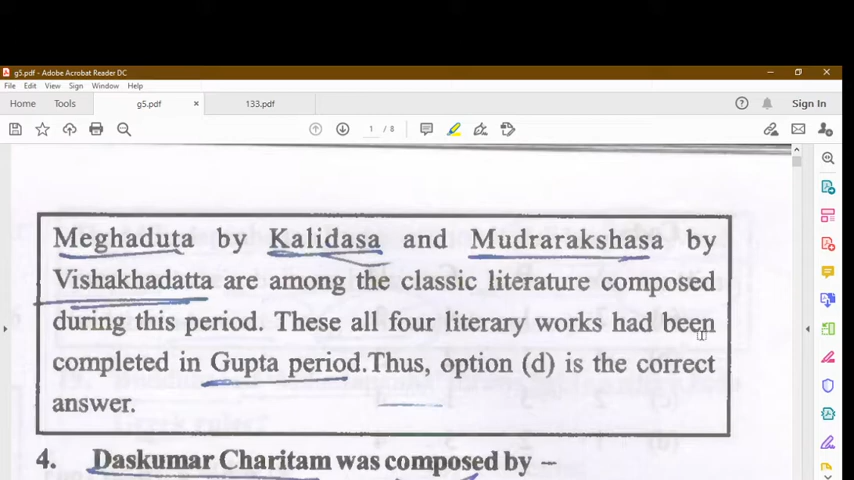 g5.pdf - Adobe Acrobat Reader DC
File Edit View Sign Window Help
Home Tools g5.pdf × 133.pdf Sign In
1 / 8
Meghaduta by Kalidasa and Mudrarakshasa by
Vishakhadatta are among the classic literature composed
during this period. These all four literary works had been
completed in Gupta period.Thus, option (d) is the correct
answer.
4. Daskumar Charitam was composed by –